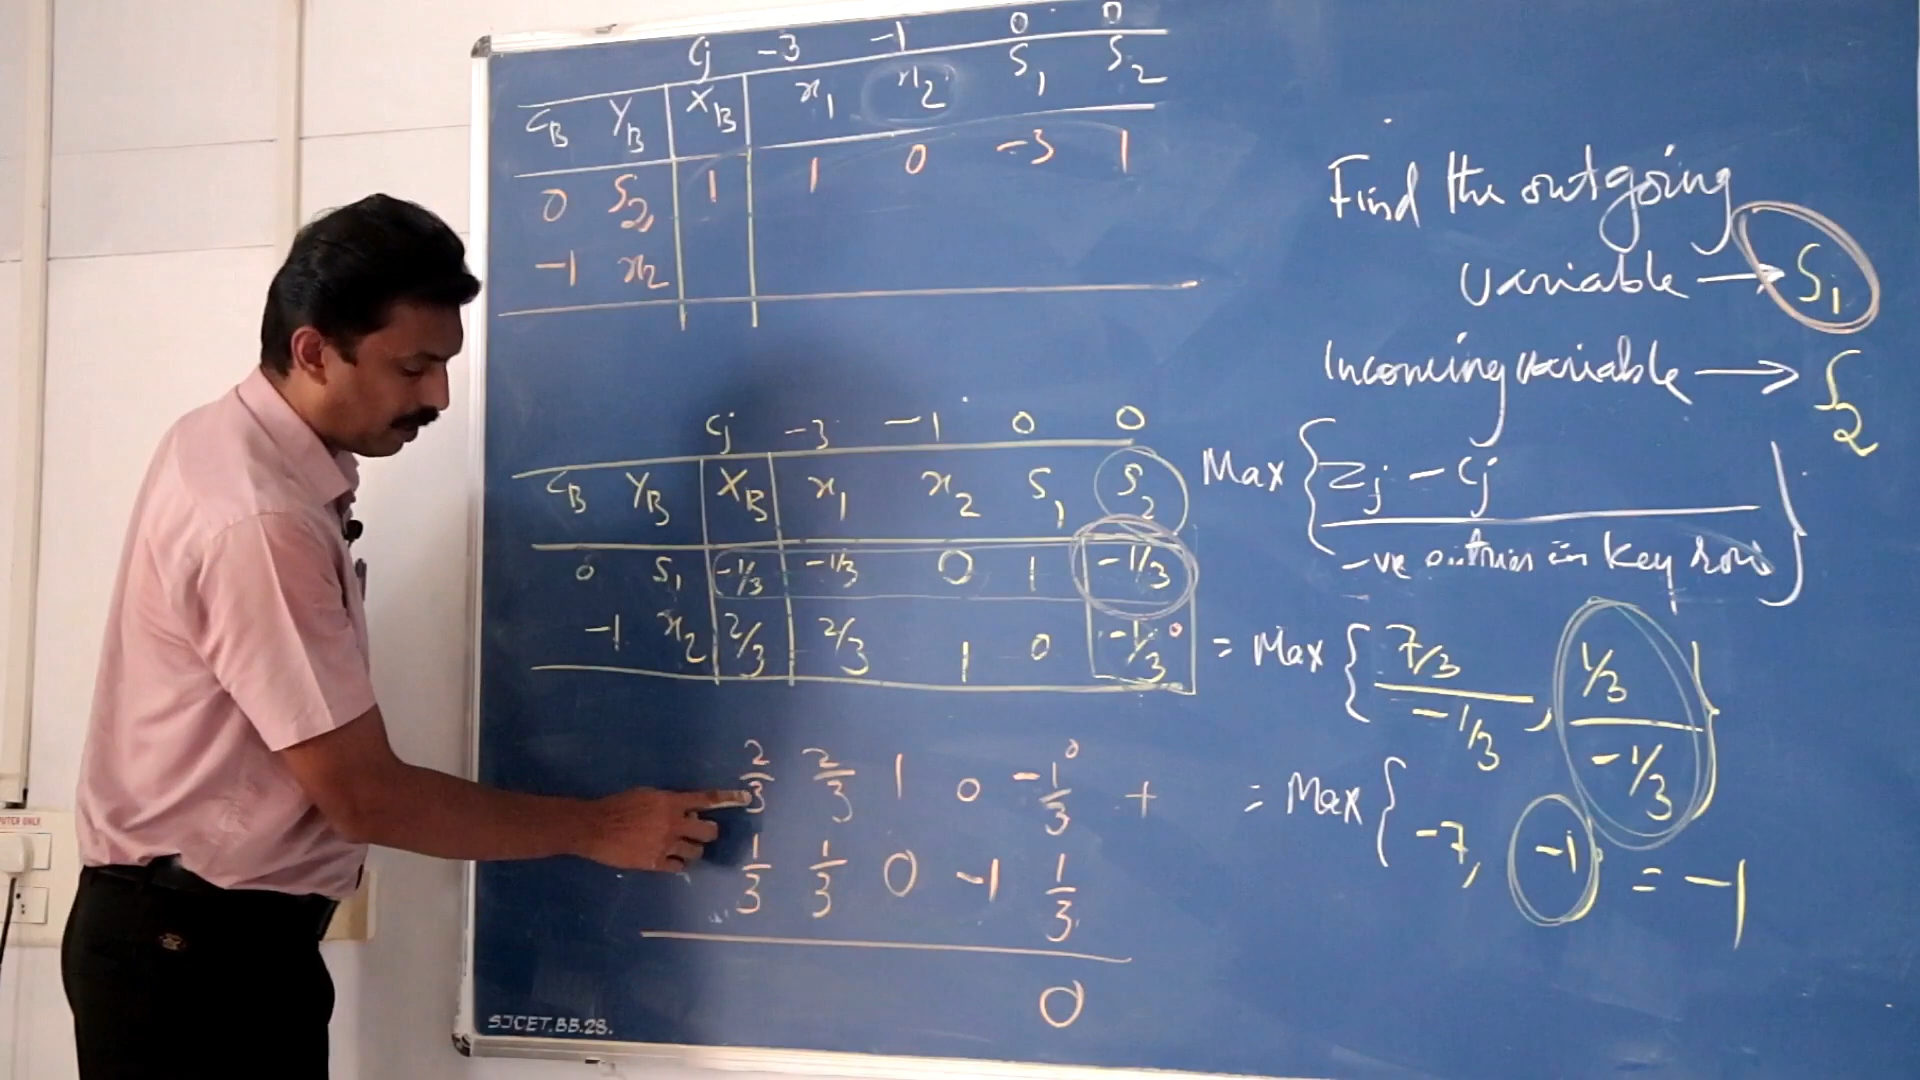 Cj -3 -1 0 0
CB YB XB x1 x2 S1 S2
0 S2 1 1 0 -3 1
-1 x2
Cj -3 -1 0 0
CB YB XB x1 x2 S1 S2
0 S1 -1/3 -1/3 0 1 -1/3
-1 x2 2/3 2/3 1 0 -1/3 0
2/3 2/3 1 0 -1/3 0 +
1/3 1/3 0 -1 1/3
0
SJCET.BB.28.
Find the outgoing
variable → S1
Incoming variable → S2
Max { zj - cj
-ve entries in key row }
= Max { 7/3 / -1/3 , 1/3 / -1/3 }
= Max { -7, -1 } = -1